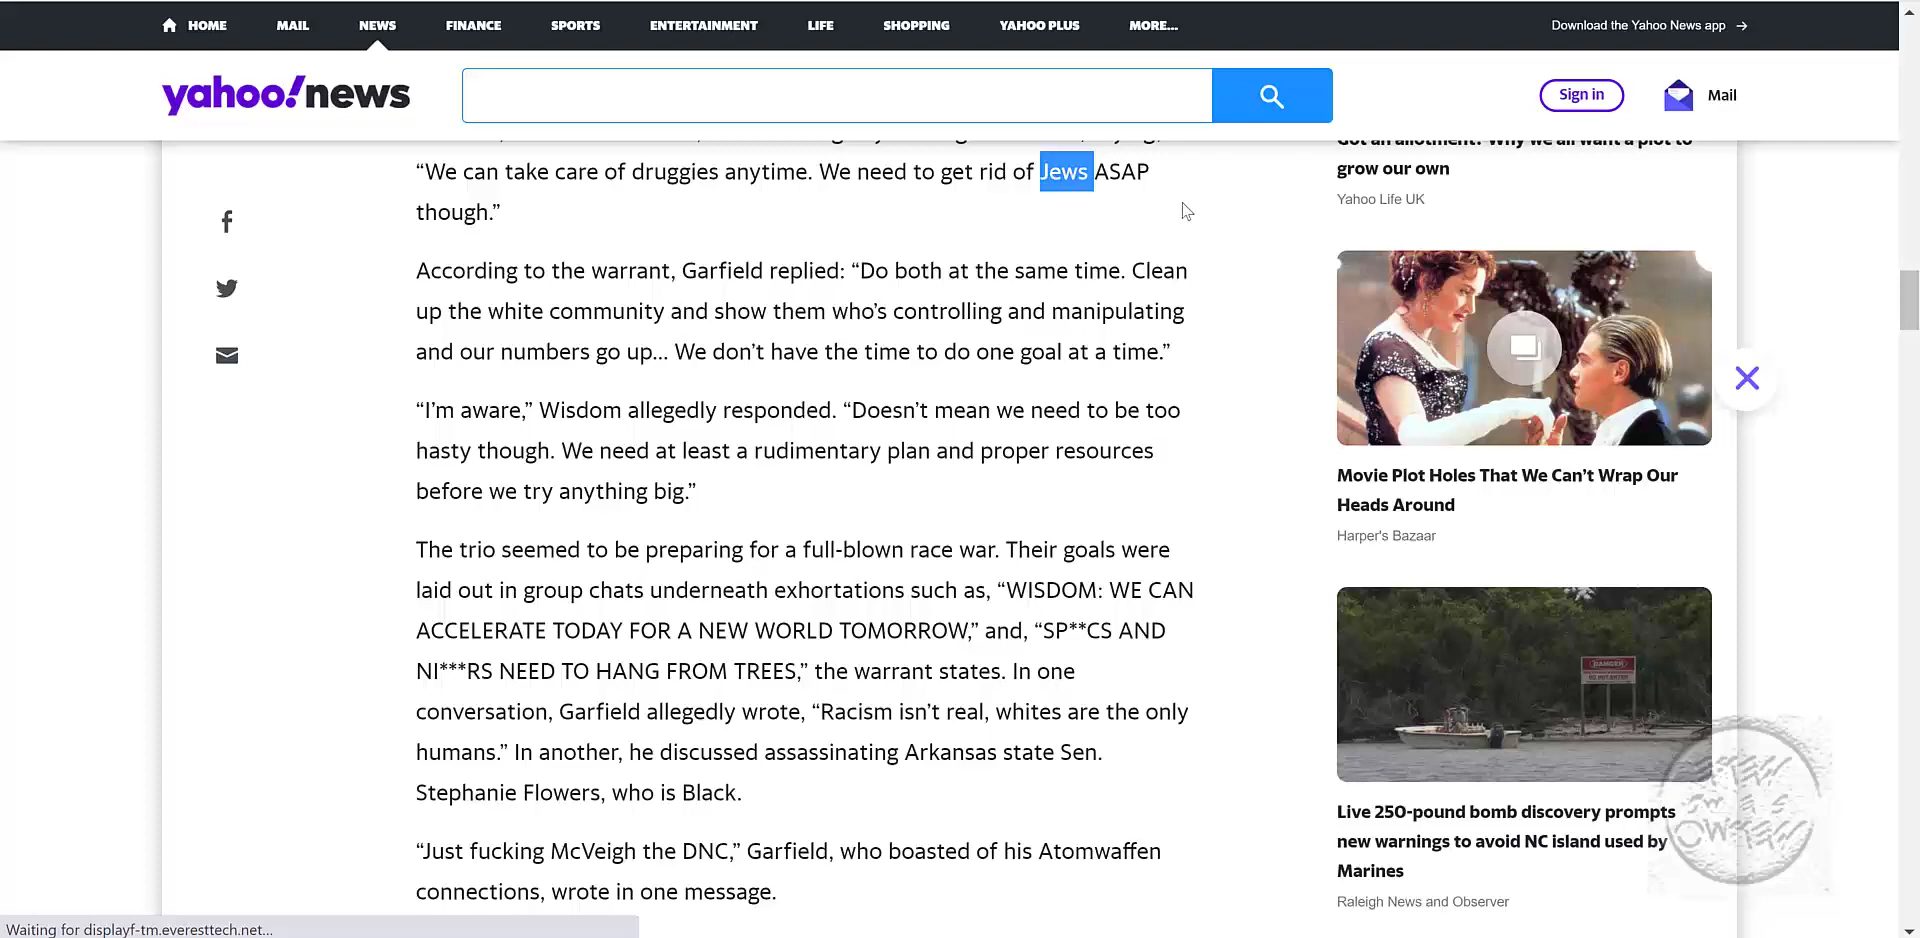 HOME MAIL NEWS FINANCE SPORTS ENTERTAINMENT LIFE SHOPPING YAHOO PLUS MORE... Download the Yahoo News app →
yahoo!news
Sign in Mail
“We can take care of druggies anytime. We need to get rid of Jews ASAP
though.”
According to the warrant, Garfield replied: “Do both at the same time. Clean
up the white community and show them who’s controlling and manipulating
and our numbers go up... We don’t have the time to do one goal at a time.”
“I’m aware,” Wisdom allegedly responded. “Doesn’t mean we need to be too
hasty though. We need at least a rudimentary plan and proper resources
before we try anything big.”
The trio seemed to be preparing for a full-blown race war. Their goals were
laid out in group chats underneath exhortations such as, “WISDOM: WE CAN
ACCELERATE TODAY FOR A NEW WORLD TOMORROW,” and, “SP**CS AND
NI***RS NEED TO HANG FROM TREES,” the warrant states. In one
conversation, Garfield allegedly wrote, “Racism isn’t real, whites are the only
humans.” In another, he discussed assassinating Arkansas state Sen.
Stephanie Flowers, who is Black.
“Just fucking McVeigh the DNC,” Garfield, who boasted of his Atomwaffen
connections, wrote in one message.
Got an allotment? Why we all want a plot to
grow our own
Yahoo Life UK
Movie Plot Holes That We Can’t Wrap Our
Heads Around
Harper's Bazaar
DANGER
Live 250-pound bomb discovery prompts
new warnings to avoid NC island used by
Marines
Raleigh News and Observer
Waiting for displayf-tm.everesttech.net...